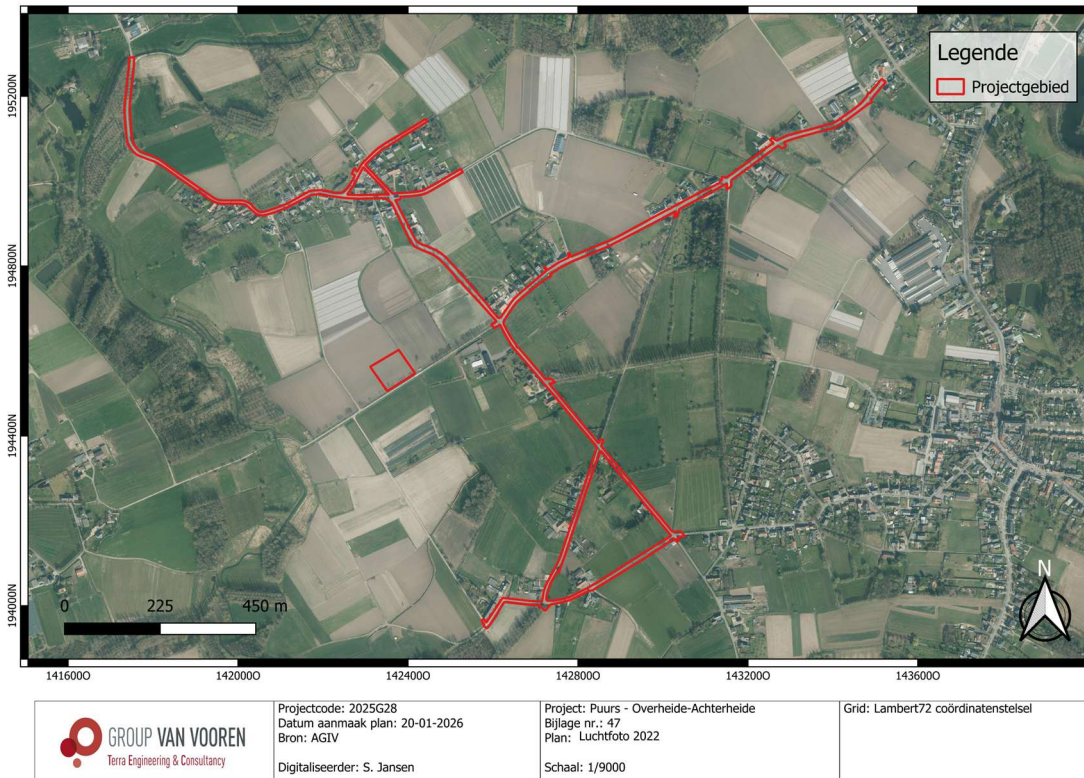 Legende
Projectgebied
195200N
194800N
194400N
194000N
0 225 450 m
N
141600O 142000O 142400O 142800O 143200O 143600O
GROUP VAN VOOREN
Terra Engineering & Consultancy
Projectcode: 2025G28
Datum aanmaak plan: 20-01-2026
Bron: AGIV
Digitaliseerder: S. Jansen
Project: Puurs - Overheide-Achterheide
Bijlage nr.: 47
Plan: Luchtfoto 2022
Schaal: 1/9000
Grid: Lambert72 coördinatenstelsel